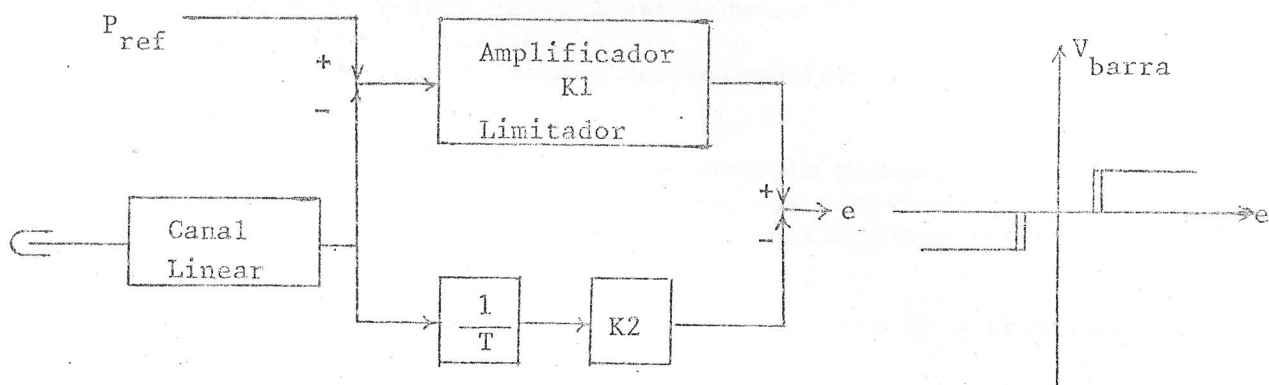 P ref
+
-
Amplificador
K1
Limitador
V barra
Canal
Linear
+
-
e
e
1
T
K2